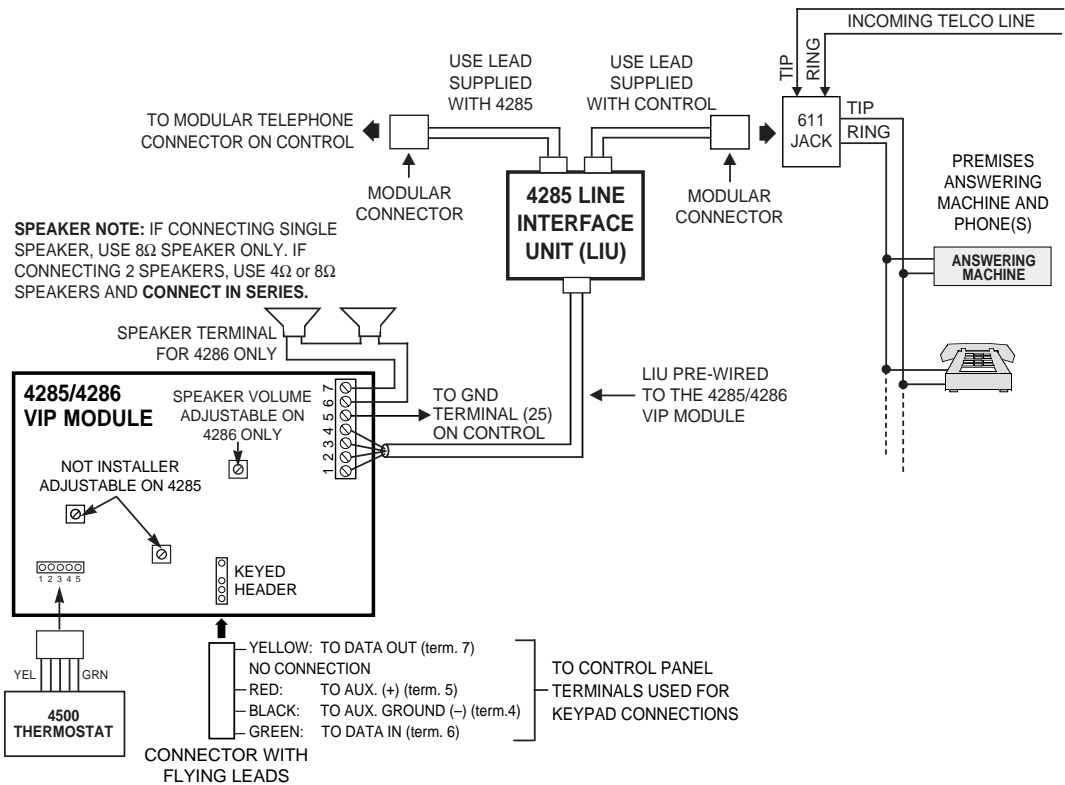 INCOMING TELCO LINE
TIP
RING
USE LEAD
SUPPLIED
WITH 4285
USE LEAD
SUPPLIED
WITH CONTROL
611
JACK
TIP
RING
TO MODULAR TELEPHONE
CONNECTOR ON CONTROL
MODULAR
CONNECTOR
4285 LINE
INTERFACE
UNIT (LIU)
MODULAR
CONNECTOR
PREMISES
ANSWERING
MACHINE AND
PHONE(S)
ANSWERING
MACHINE
SPEAKER NOTE: IF CONNECTING SINGLE
SPEAKER, USE 8Ω SPEAKER ONLY. IF
CONNECTING 2 SPEAKERS, USE 4Ω or 8Ω
SPEAKERS AND CONNECT IN SERIES.
SPEAKER TERMINAL
FOR 4286 ONLY
4285/4286
VIP MODULE
SPEAKER VOLUME
ADJUSTABLE ON
4286 ONLY
1 2 3 4 5 6 7
TO GND
TERMINAL (25)
ON CONTROL
LIU PRE-WIRED
TO THE 4285/4286
VIP MODULE
NOT INSTALLER
ADJUSTABLE ON 4285
1 2 3 4 5
KEYED
HEADER
YEL
GRN
4500
THERMOSTAT
YELLOW: TO DATA OUT (term. 7)
NO CONNECTION
RED: TO AUX. (+) (term. 5)
BLACK: TO AUX. GROUND (–) (term.4)
GREEN: TO DATA IN (term. 6)
TO CONTROL PANEL
TERMINALS USED FOR
KEYPAD CONNECTIONS
CONNECTOR WITH
FLYING LEADS